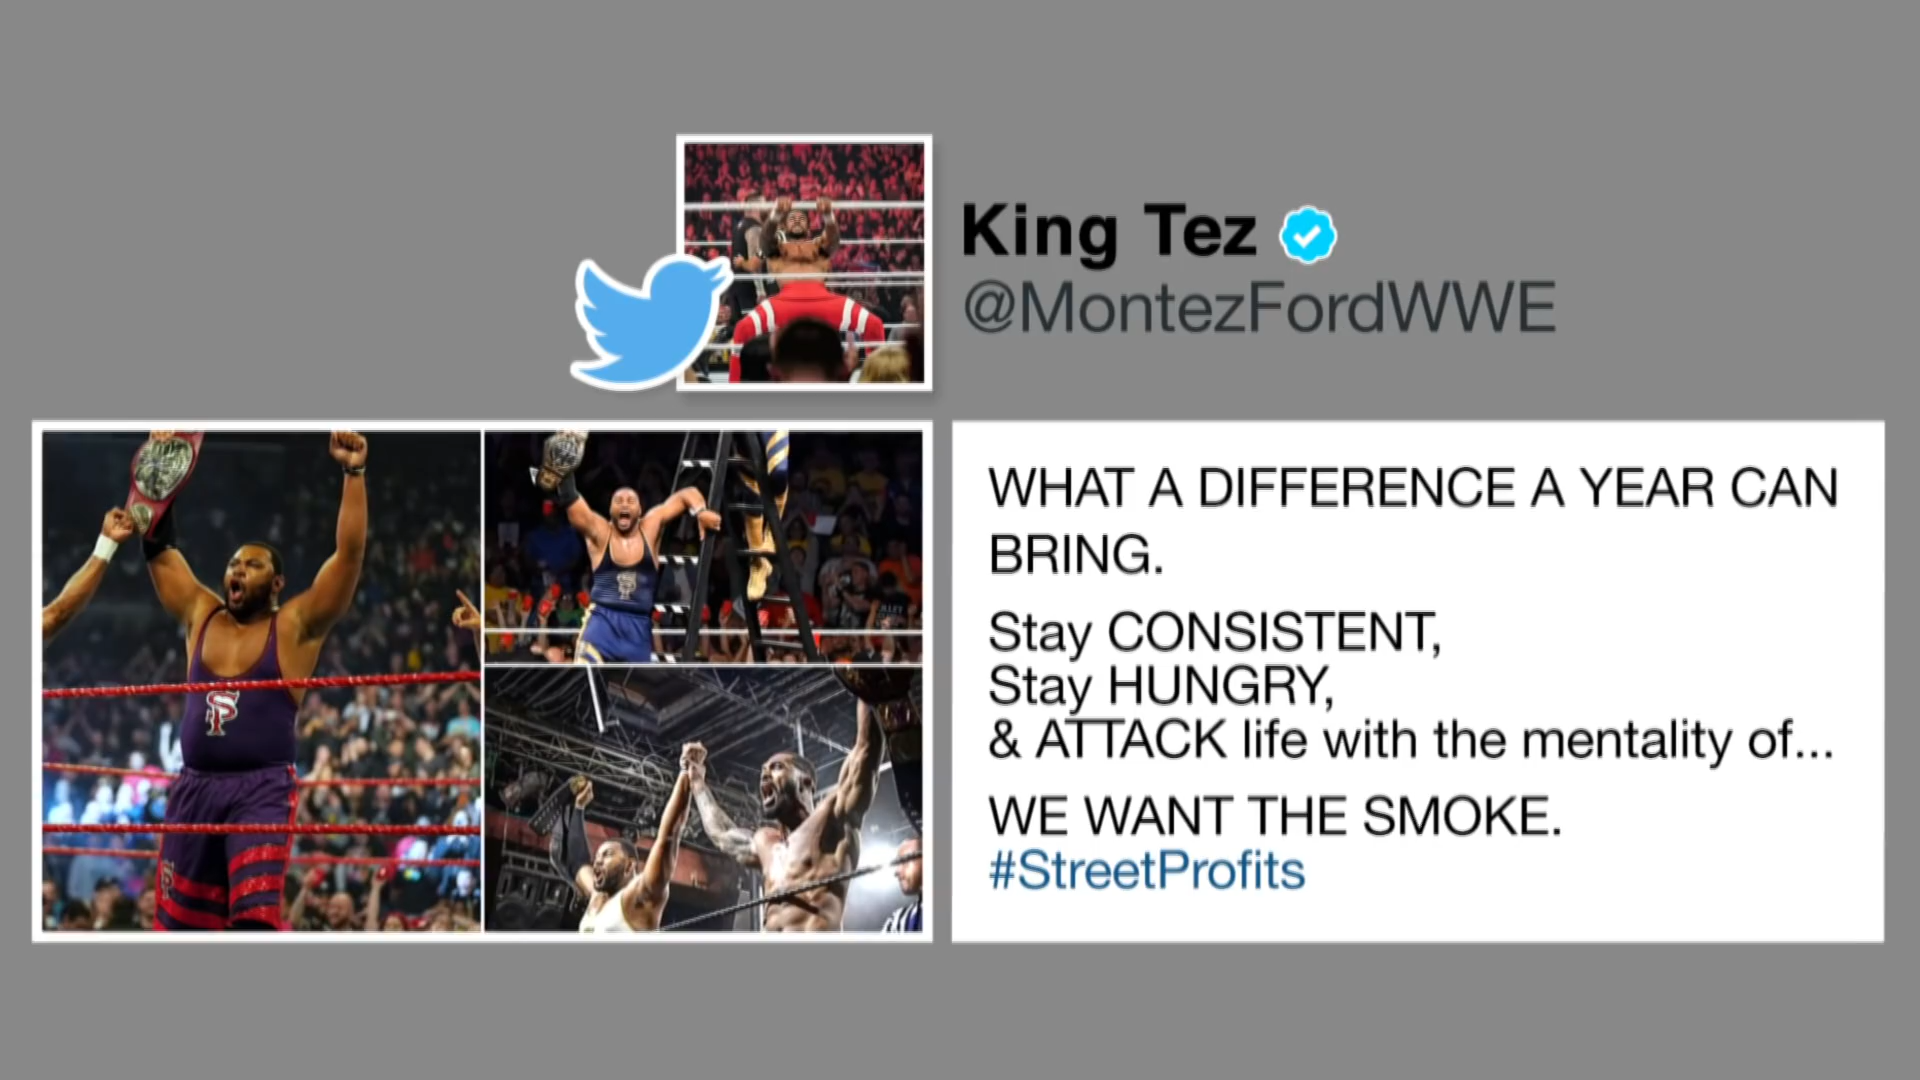 King Tez
@MontezFordWWE
WHAT A DIFFERENCE A YEAR CAN
BRING.
Stay CONSISTENT,
Stay HUNGRY,
& ATTACK life with the mentality of...
WE WANT THE SMOKE.
#StreetProfits